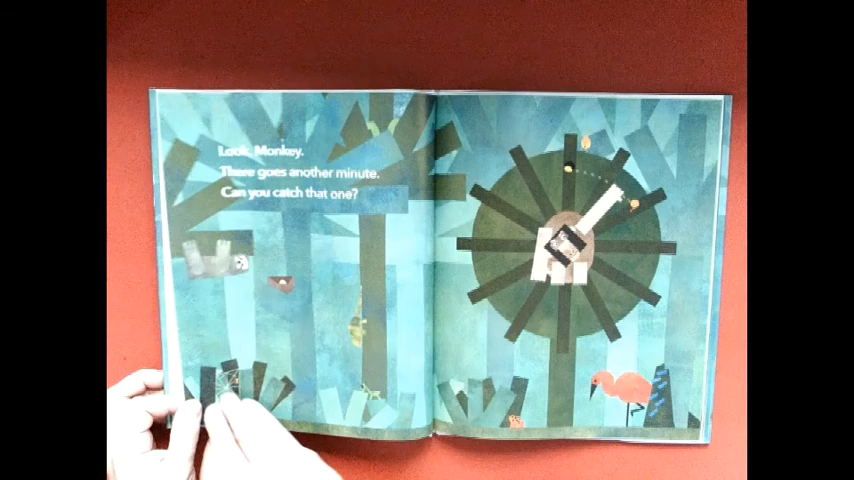 Look, Monkey.
There goes another minute.
Can you catch that one?